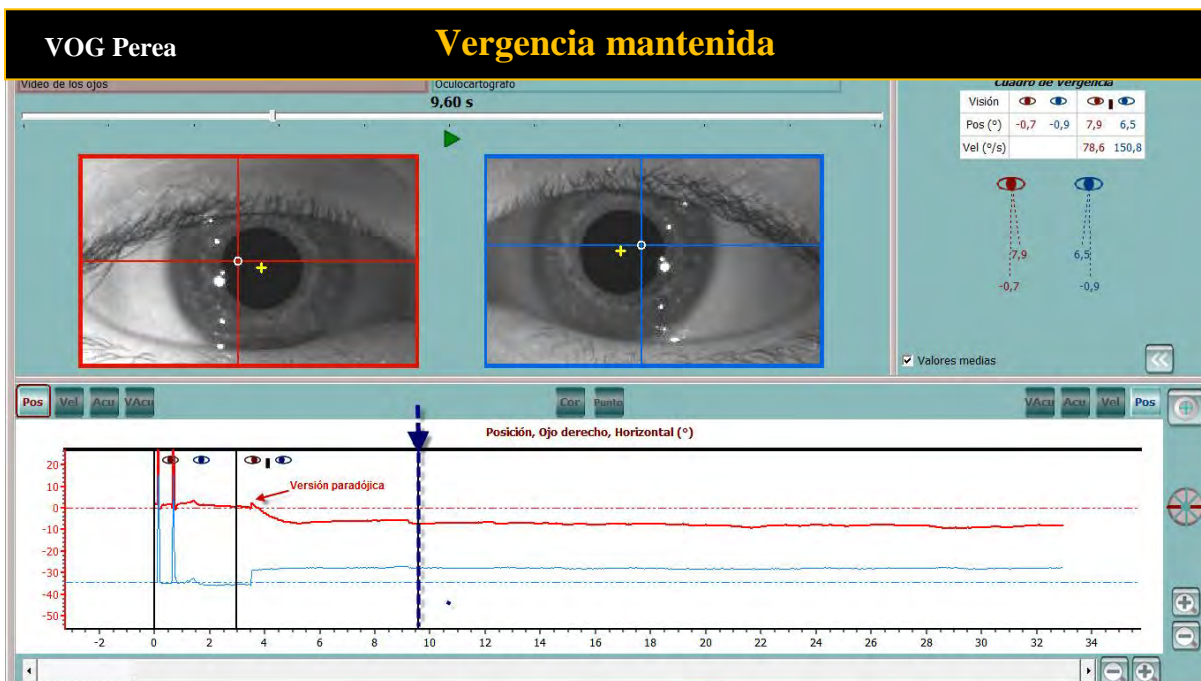 VOG Perea
Vergencia mantenida
Vídeo de los ojos
Oculocartografo
9,60 s
Cuadro de Vergencia
Visión
Pos (°) -0,7 -0,9 7,9 6,5
Vel (°/s) 78,6 150,8
7,9 6,5
-0,7 -0,9
Valores medias
Pos Vel Acu VAcu Cor Punto VAcu Acu Vel Pos
Posición, Ojo derecho, Horizontal (°)
20
10
0
-10
-20
-30
-40
-50
Versión paradójica
-2 0 2 4 6 8 10 12 14 16 18 20 22 24 26 28 30 32 34